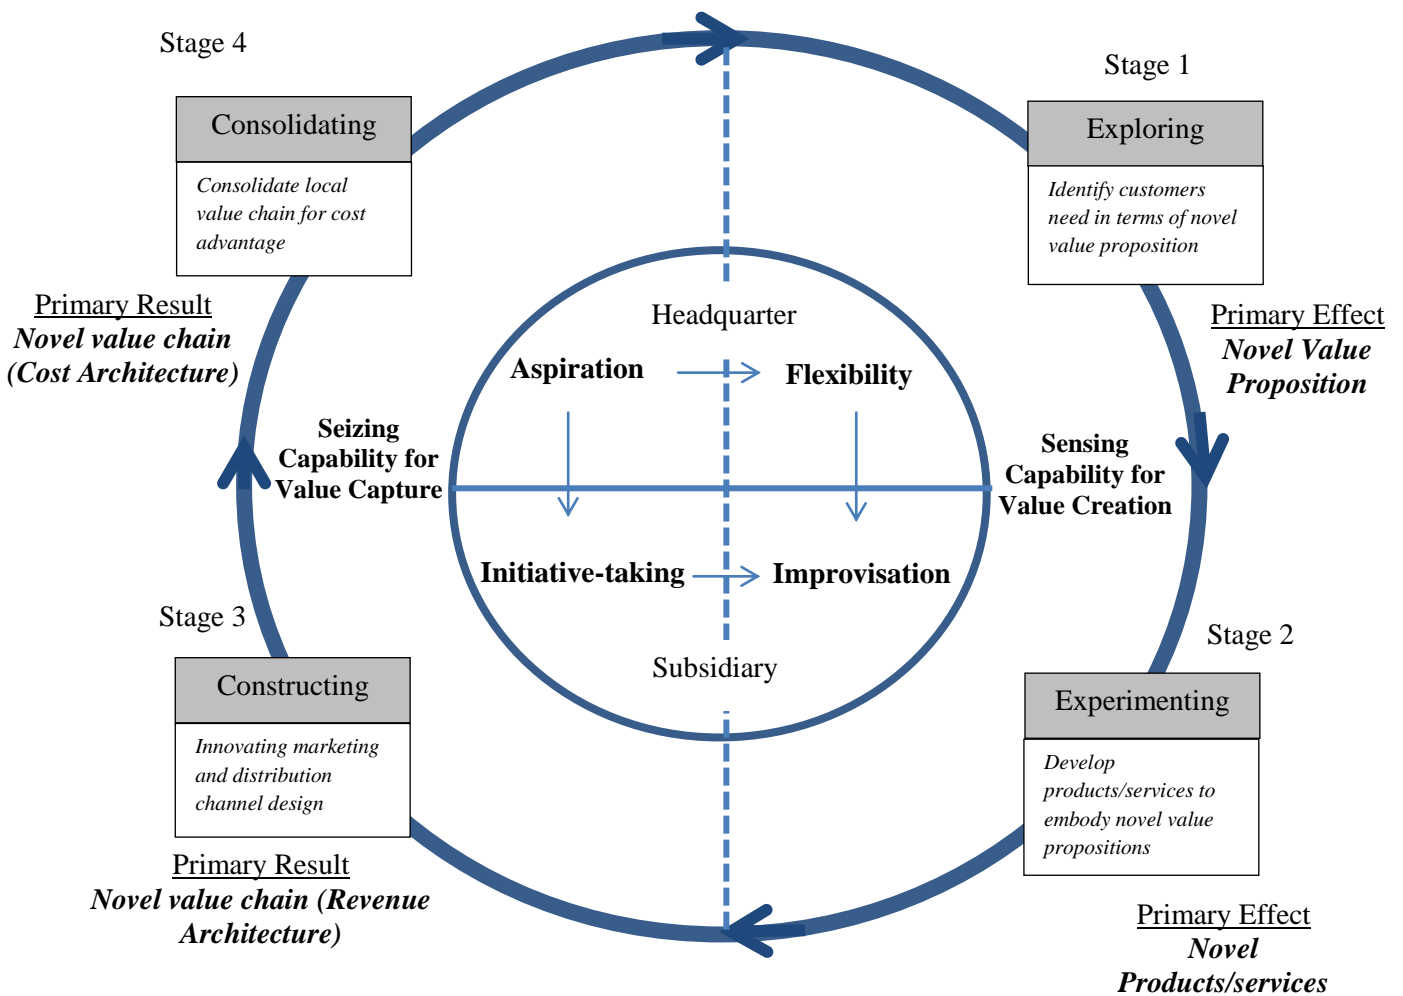 Stage 4
Consolidating
Consolidate local
value chain for cost
advantage
Primary Result
Novel value chain
(Cost Architecture)
Stage 1
Exploring
Identify customers
need in terms of novel
value proposition
Primary Effect
Novel Value
Proposition
Headquarter
Aspiration
Flexibility
Seizing
Capability for
Value Capture
Sensing
Capability for
Value Creation
Initiative-taking
Improvisation
Subsidiary
Stage 3
Constructing
Innovating marketing
and distribution
channel design
Primary Result
Novel value chain (Revenue
Architecture)
Stage 2
Experimenting
Develop
products/services to
embody novel value
propositions
Primary Effect
Novel
Products/services